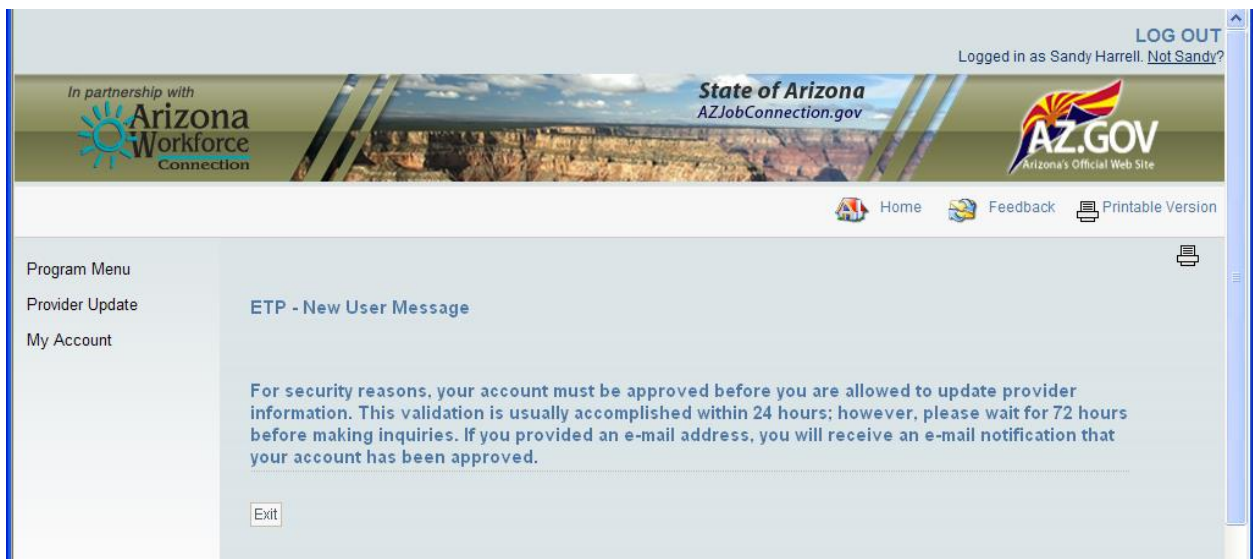 LOG OUT
Logged in as Sandy Harrell. Not Sandy?
In partnership with
Arizona
Workforce
Connection
State of Arizona
AZJobConnection.gov
AZ.GOV
Arizona's Official Web Site
Home Feedback Printable Version
Program Menu
Provider Update
My Account
ETP - New User Message
For security reasons, your account must be approved before you are allowed to update provider
information. This validation is usually accomplished within 24 hours; however, please wait for 72 hours
before making inquiries. If you provided an e-mail address, you will receive an e-mail notification that
your account has been approved.
Exit